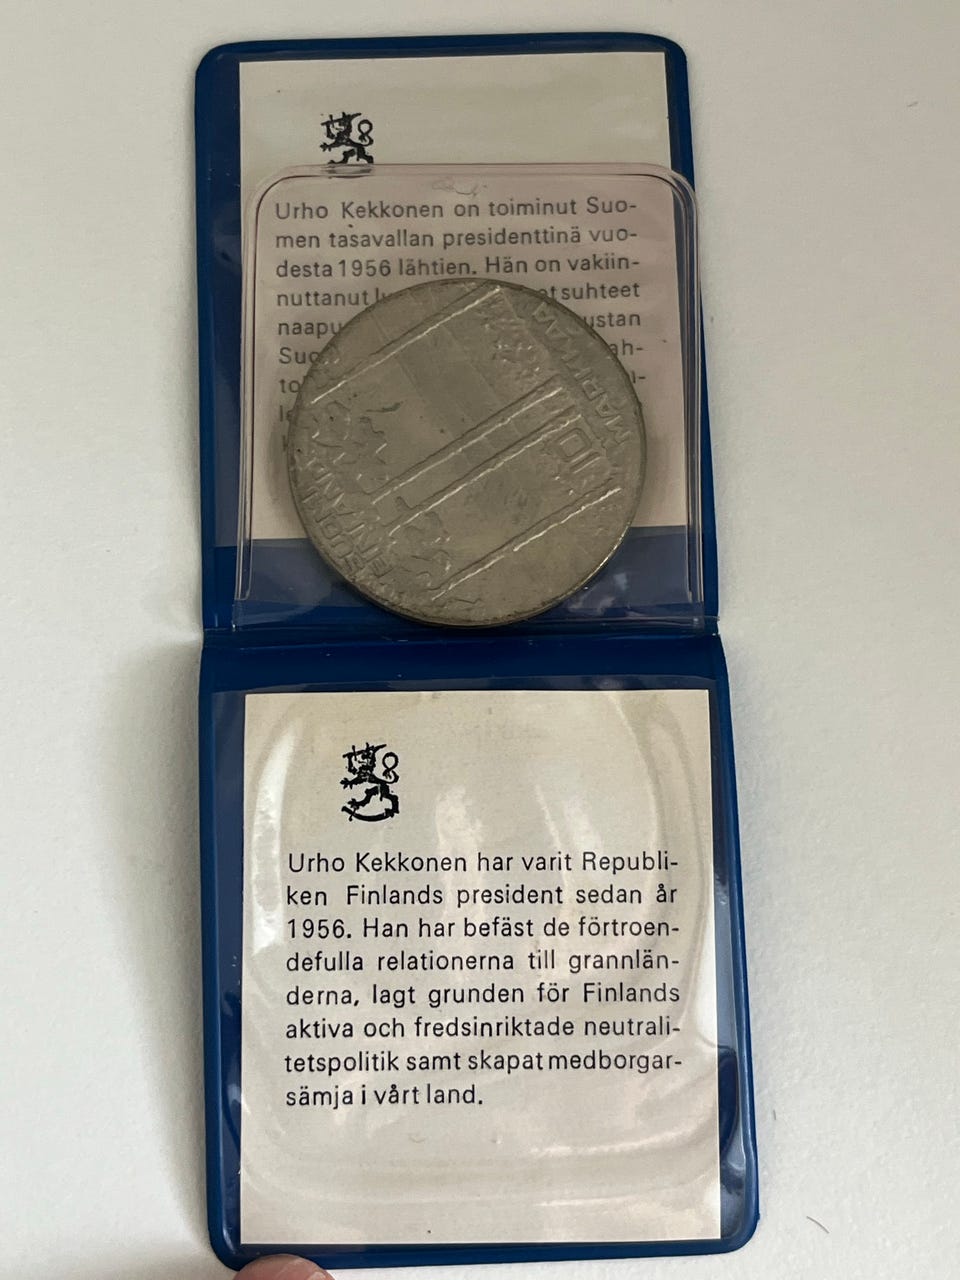 Urho Kekkonen on toiminut Suo-
men tasavallan presidenttinä vuo-
desta 1956 lähtien. Hän on vakiin-
nuttanut suhteet
naapu ustan
Suo ah-
to
10
MARKKAA
SUOMI
FINLAND
Urho Kekkonen har varit Republi-
ken Finlands president sedan år
1956. Han har befäst de förtroen-
defulla relationerna till grannlän-
derna, lagt grunden för Finlands
aktiva och fredsinriktade neutrali-
tetspolitik samt skapat medborgar-
sämja i vårt land.